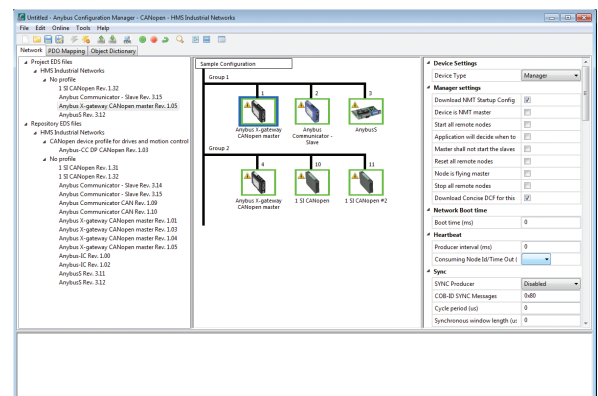 Untitled - Anybus Configuration Manager - CANopen - HMS Industrial Networks
File Edit Online Tools Help
Network PDO Mapping Object Dictionary
Project EDS files
HMS Industrial Networks
No profile
1 SI CANopen Rev. 1.32
Anybus Communicator - Slave Rev. 3.15
Anybus X-gateway CANopen master Rev. 1.05
AnybusS Rev. 3.12
Repository EDS files
HMS Industrial Networks
CANopen device profile for drives and motion control
Anybus-CC DP CANopen Rev. 1.03
No profile
1 SI CANopen Rev. 1.31
1 SI CANopen Rev. 1.32
Anybus Communicator - Slave Rev. 3.14
Anybus Communicator - Slave Rev. 3.15
Anybus Communicator CAN Rev. 1.09
Anybus Communicator CAN Rev. 1.10
Anybus X-gateway CANopen master Rev. 1.01
Anybus X-gateway CANopen master Rev. 1.03
Anybus X-gateway CANopen master Rev. 1.04
Anybus X-gateway CANopen master Rev. 1.05
Anybus-IC Rev. 1.00
Anybus-IC Rev. 1.02
AnybusS Rev. 3.11
AnybusS Rev. 3.12
Sample Configuration
Group 1
1 2 3
Anybus X-gateway CANopen master
Anybus Communicator - Slave
AnybusS
Group 2
4 10 11
Anybus X-gateway CANopen master
1 SI CANopen
1 SI CANopen #2
Device Settings
Device Type Manager
Manager settings
Download NMT Startup Config
Device is NMT master
Start all remote nodes
Application will decide when to
Master shall not start the slaves
Reset all remote nodes
Node is flying master
Stop all remote nodes
Download Concise DCF for this
Network Boot time
Boot time (ms) 0
Heartbeat
Producer interval (ms) 0
Consuming Node Id/Time Out (
Sync
SYNC Producer Disabled
COB-ID SYNC Messages 0x80
Cycle period (us) 0
Synchronous window length (u: 0